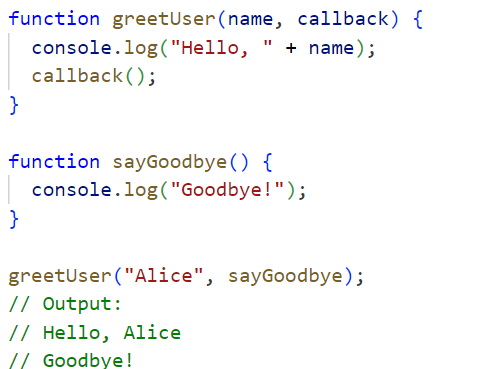 function greetUser(name, callback) {
  console.log("Hello, " + name);
  callback();
}

function sayGoodbye() {
  console.log("Goodbye!");
}

greetUser("Alice", sayGoodbye);
// Output:
// Hello, Alice
// Goodbye!